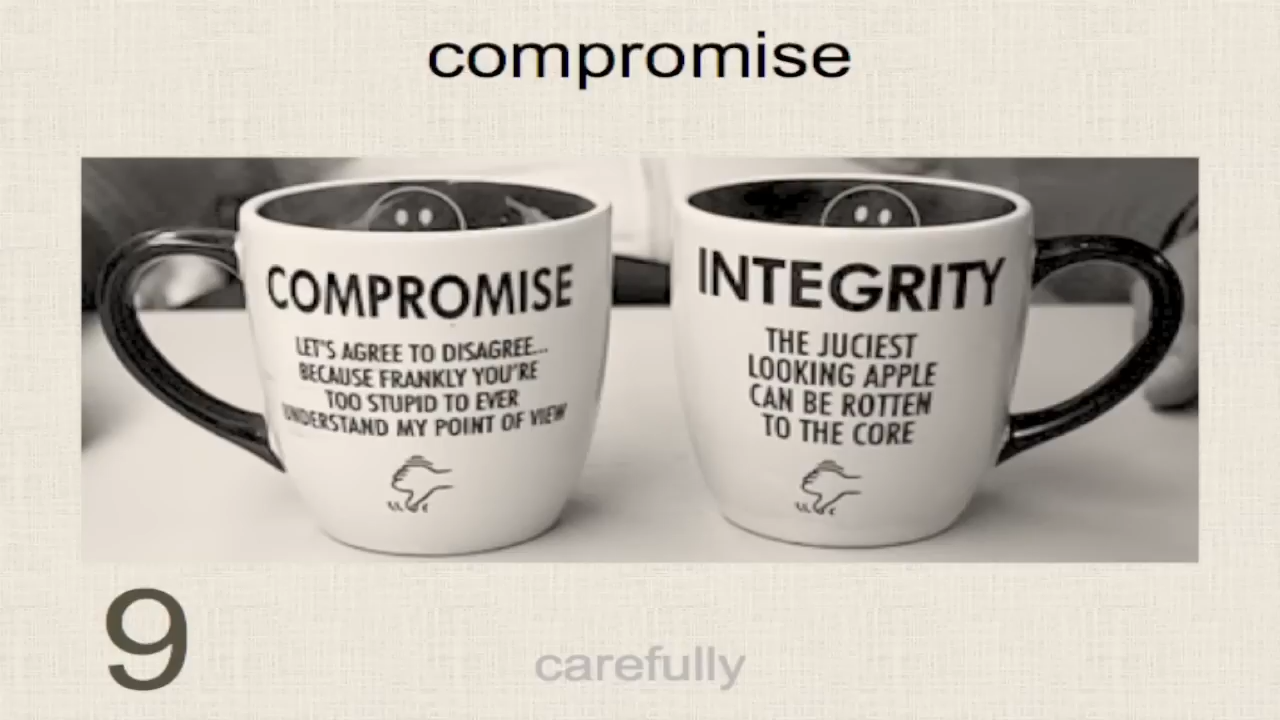 compromise
COMPROMISE
LET'S AGREE TO DISAGREE...
BECAUSE FRANKLY YOU'RE
TOO STUPID TO EVER
UNDERSTAND MY POINT OF VIEW
INTEGRITY
THE JUCIEST
LOOKING APPLE
CAN BE ROTTEN
TO THE CORE
9
carefully